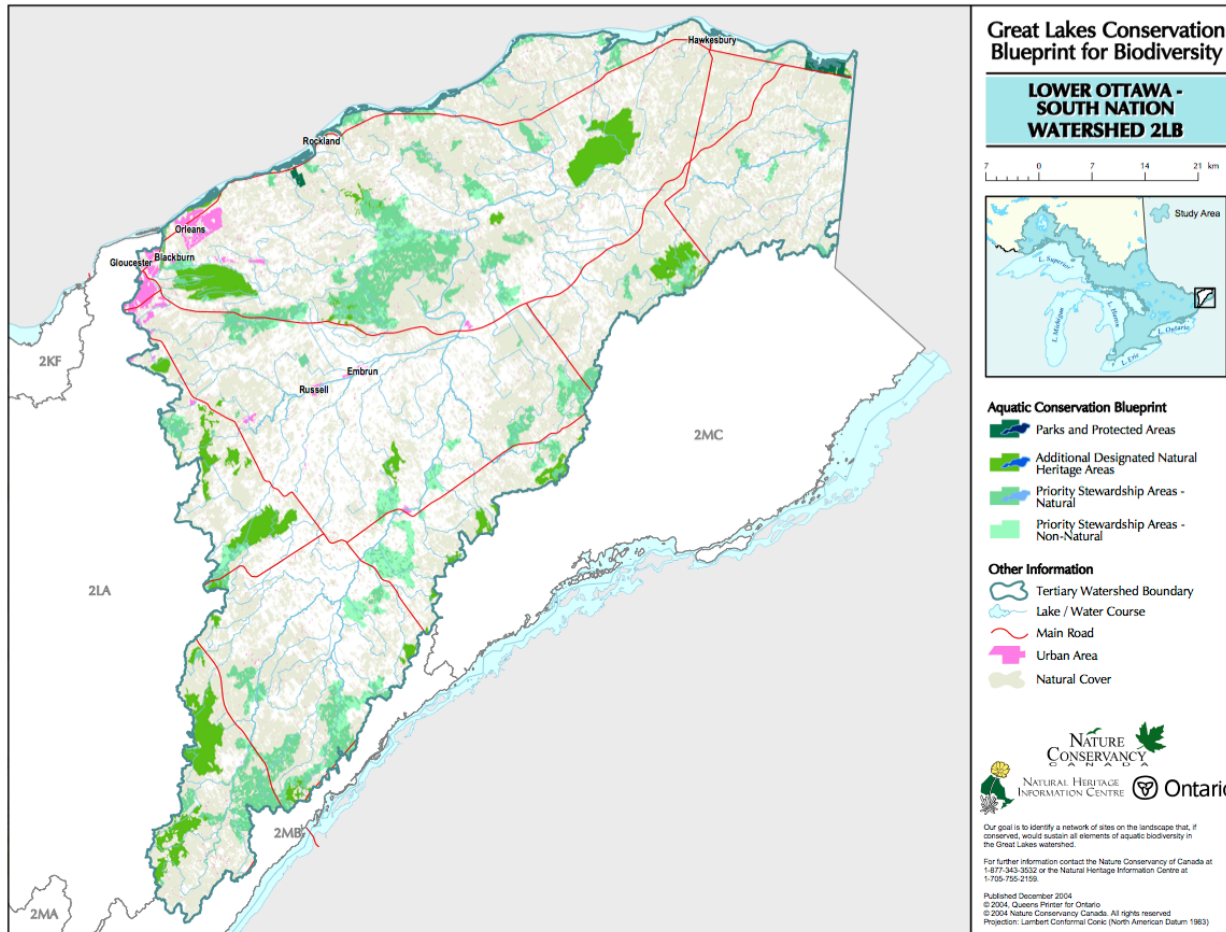 Great Lakes Conservation
Blueprint for Biodiversity
LOWER OTTAWA -
SOUTH NATION
WATERSHED 2LB
7 0 7 14 21 km
Study Area
L. Superior
L. Michigan
L. Huron
L. Ontario
L. Erie
Aquatic Conservation Blueprint
Parks and Protected Areas
Additional Designated Natural
Heritage Areas
Priority Stewardship Areas -
Natural
Priority Stewardship Areas -
Non-Natural
Other Information
Tertiary Watershed Boundary
Lake / Water Course
Main Road
Urban Area
Natural Cover
NATURE
CONSERVANCY
CANADA
NATURAL HERITAGE
INFORMATION CENTRE
Ontario
Our goal is to identify a network of sites on the landscape that, if
conserved, would sustain all elements of aquatic biodiversity in
the Great Lakes watershed.
For further information contact the Nature Conservancy of Canada at
1-877-343-3532 or the Natural Heritage Information Centre at
1-705-755-2159.
Published December 2004
© 2004, Queens Printer for Ontario
© 2004 Nature Conservancy Canada. All rights reserved
Projection: Lambert Conformal Conic (North American Datum 1983)
Hawkesbury
Rockland
Orleans
Blackburn
Gloucester
Embrun
Russell
2KF
2MC
2LA
2MB
2MA